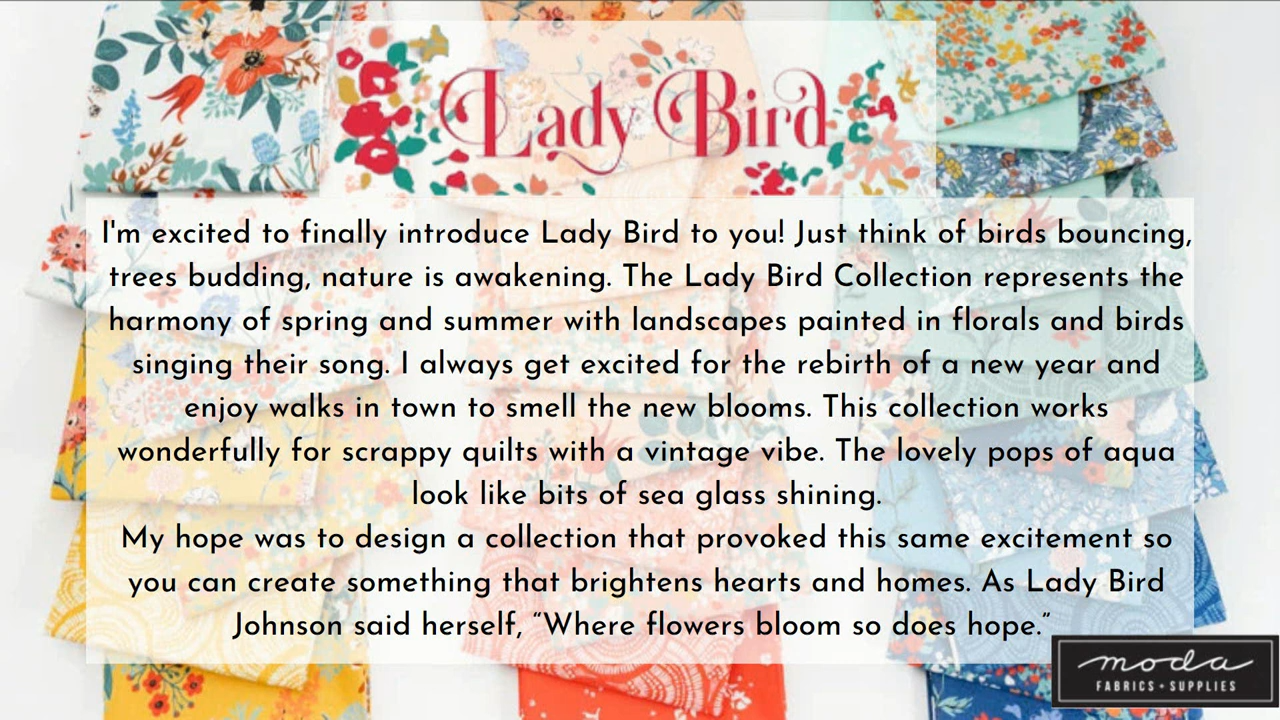 Lady Bird
I'm excited to finally introduce Lady Bird to you! Just think of birds bouncing,
trees budding, nature is awakening. The Lady Bird Collection represents the
harmony of spring and summer with landscapes painted in florals and birds
singing their song. I always get excited for the rebirth of a new year and
enjoy walks in town to smell the new blooms. This collection works
wonderfully for scrappy quilts with a vintage vibe. The lovely pops of aqua
look like bits of sea glass shining.
My hope was to design a collection that provoked this same excitement so
you can create something that brightens hearts and homes. As Lady Bird
Johnson said herself, “Where flowers bloom so does hope.”
moda
FABRICS + SUPPLIES